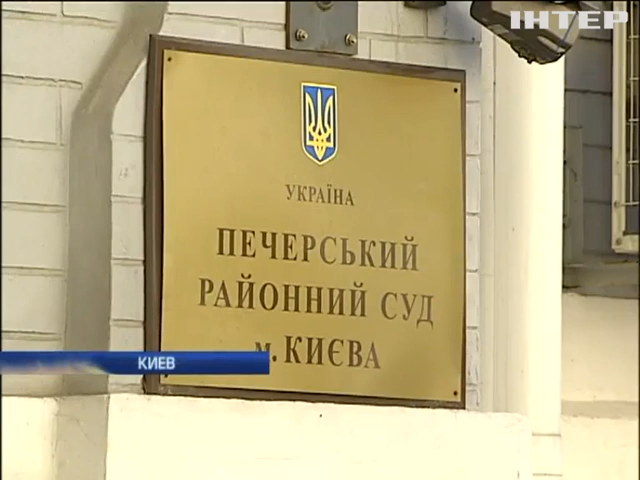 ІНТЕР
УКРАЇНА
ПЕЧЕРСЬКИЙ
РАЙОННИЙ СУД
м. КИЄВА
КИЕВ